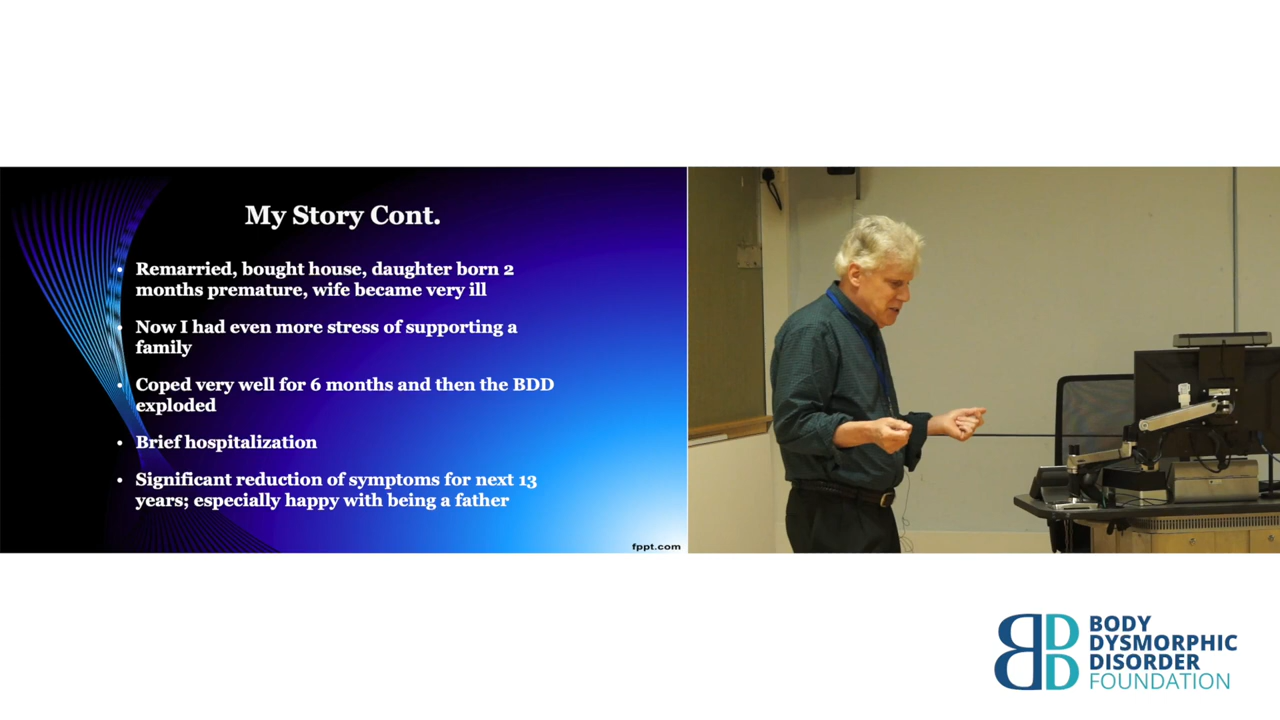 My Story Cont.
• Remarried, bought house, daughter born 2
months premature, wife became very ill
• Now I had even more stress of supporting a
family
• Coped very well for 6 months and then the BDD
exploded
• Brief hospitalization
• Significant reduction of symptoms for next 13
years; especially happy with being a father
fppt.com
BODY
DYSMORPHIC
DISORDER
FOUNDATION